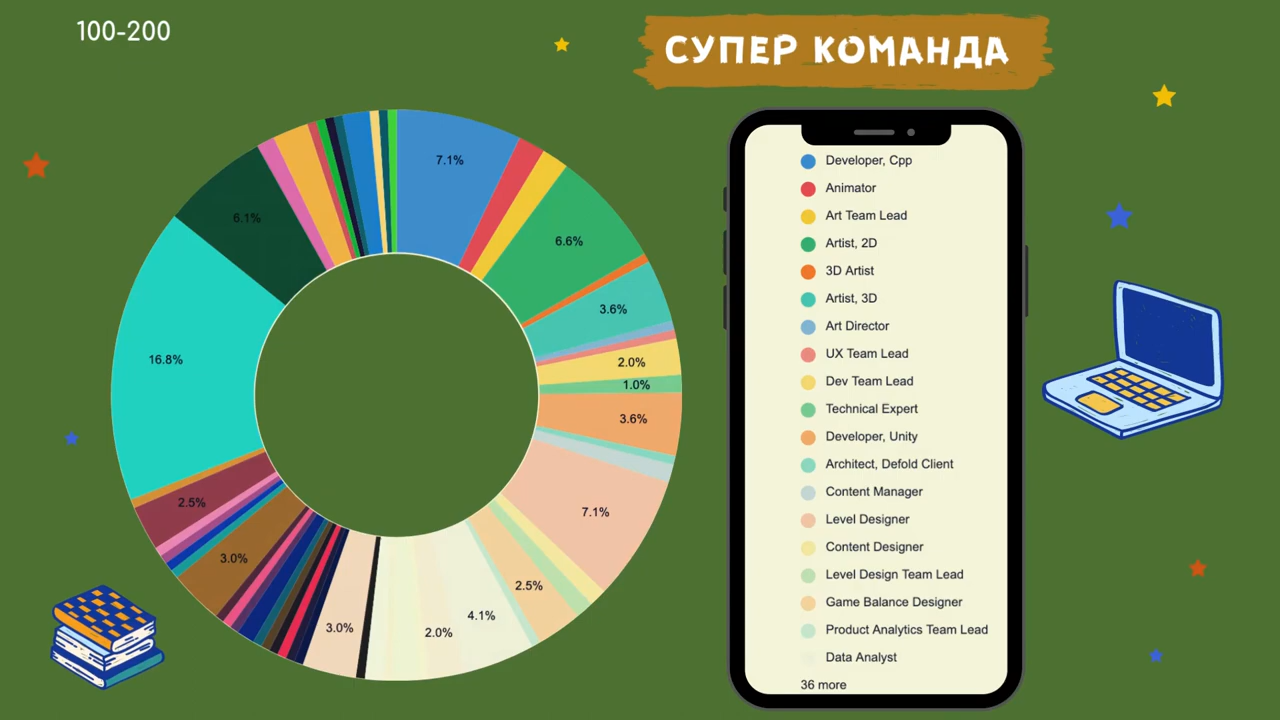 100-200
СУПЕР КОМАНДА
7.1%
6.6%
3.6%
2.0%
1.0%
3.6%
7.1%
2.5%
4.1%
2.0%
3.0%
3.0%
2.5%
16.8%
6.1%
Developer, Cpp
Animator
Art Team Lead
Artist, 2D
3D Artist
Artist, 3D
Art Director
UX Team Lead
Dev Team Lead
Technical Expert
Developer, Unity
Architect, Defold Client
Content Manager
Level Designer
Content Designer
Level Design Team Lead
Game Balance Designer
Product Analytics Team Lead
Data Analyst
36 more